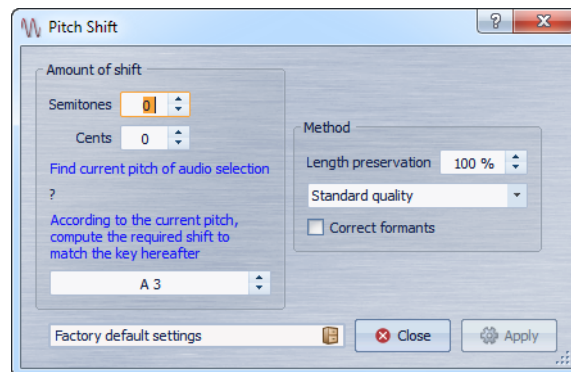 Pitch Shift
?
Amount of shift
Semitones 0
Cents 0
Find current pitch of audio selection
?
According to the current pitch,
compute the required shift to
match the key hereafter
A 3
Method
Length preservation 100 %
Standard quality
Correct formants
Factory default settings
Close
Apply